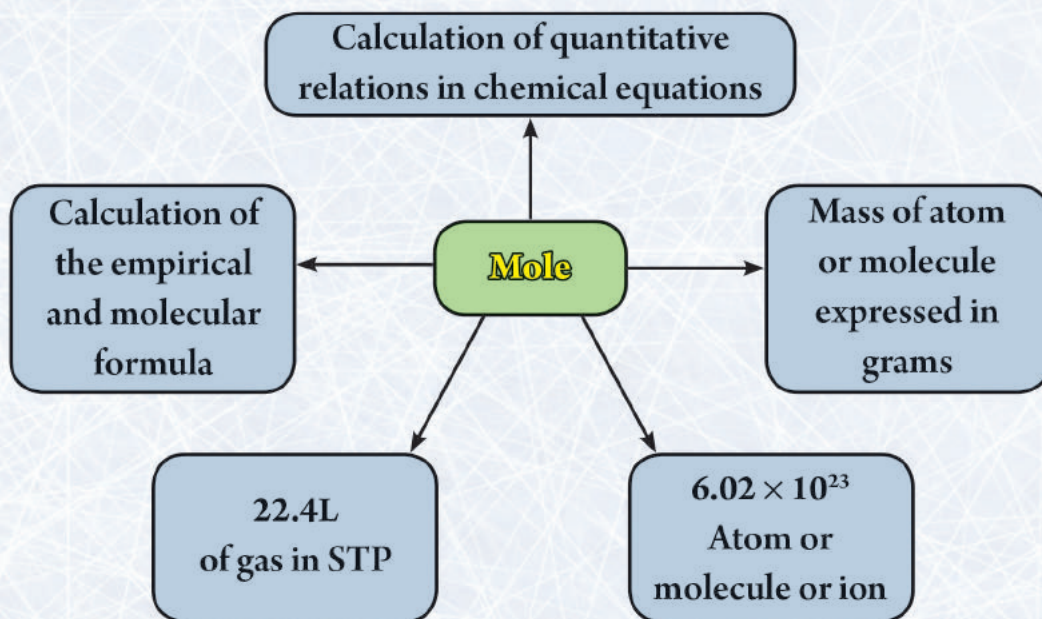 Calculation of quantitative
relations in chemical equations
Calculation of
the empirical
and molecular
formula
Mole
Mass of atom
or molecule
expressed in
grams
22.4L
of gas in STP
6.02 × 10²³
Atom or
molecule or ion